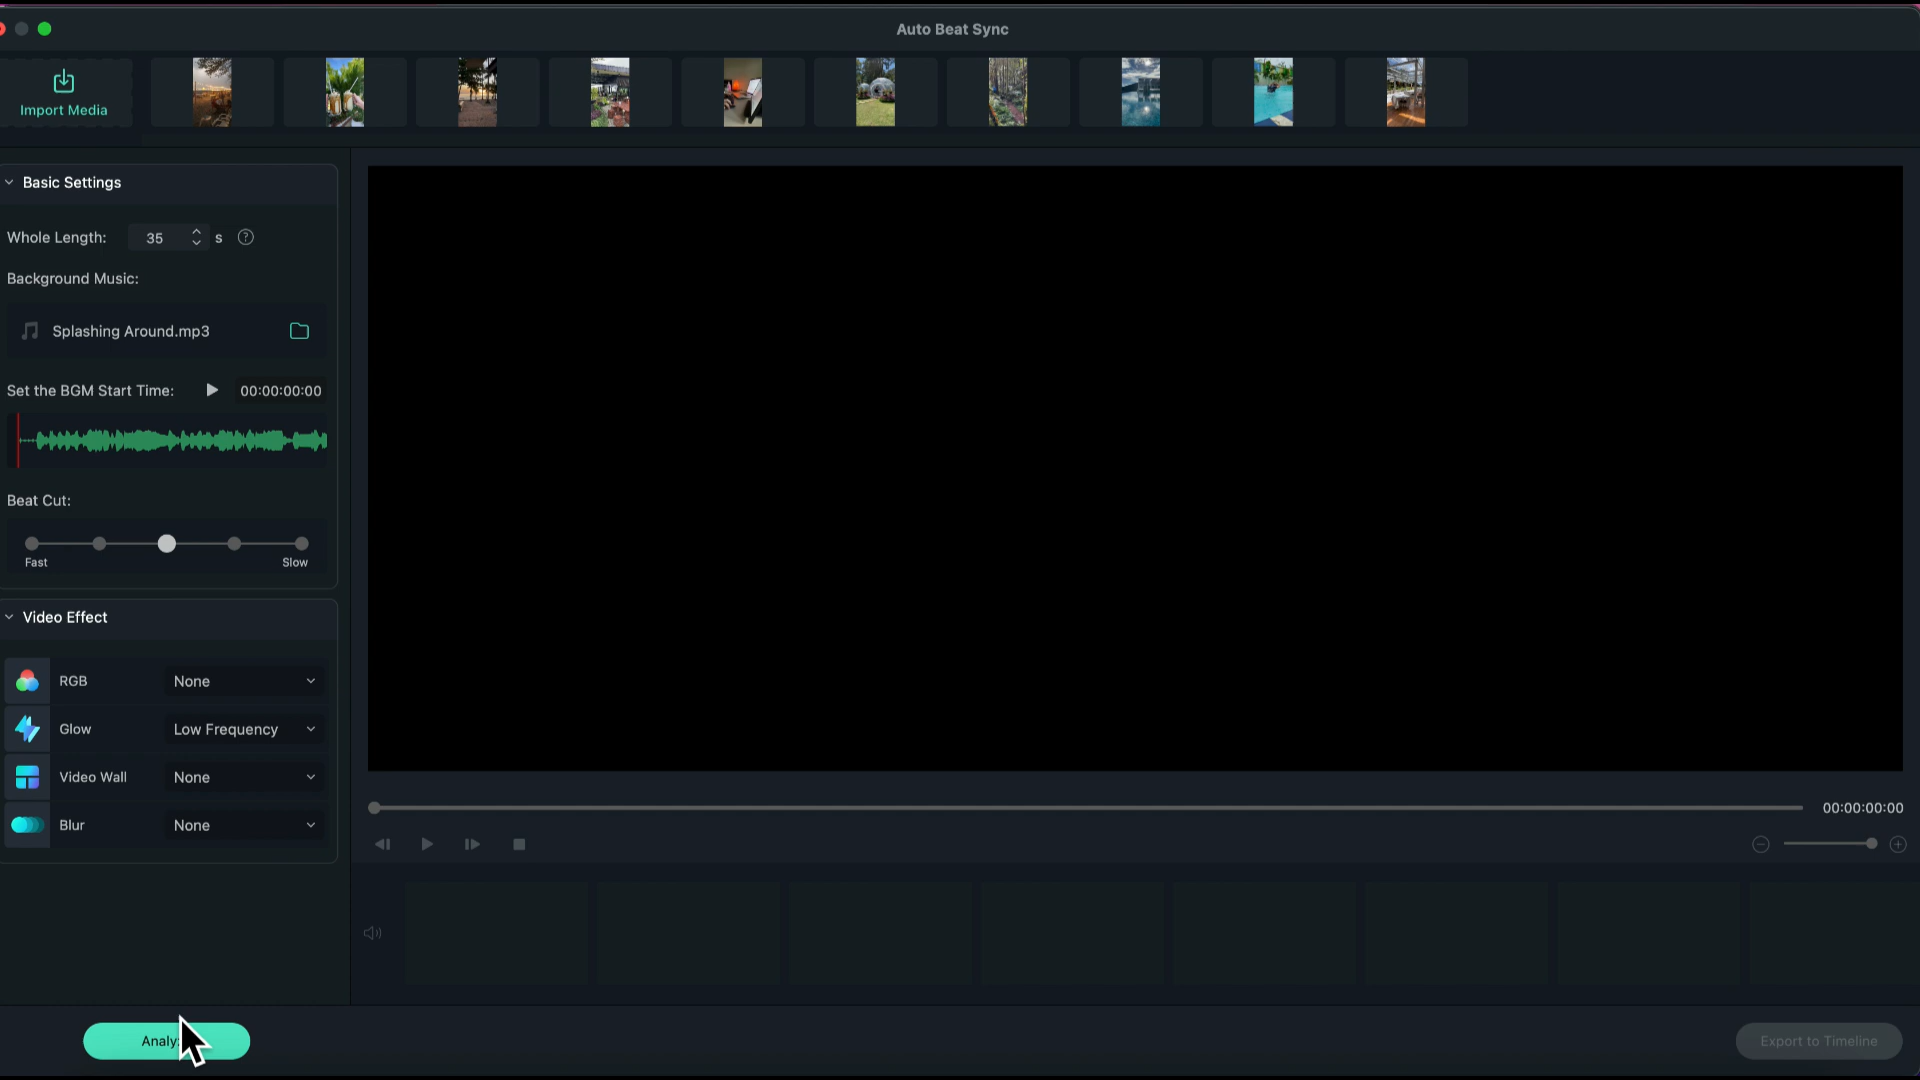 Auto Beat Sync
Import Media
Basic Settings
Whole Length: 35 s ?
Background Music:
Splashing Around.mp3
Set the BGM Start Time: 00:00:00:00
Beat Cut:
Fast Slow
Video Effect
RGB None
Glow Low Frequency
Video Wall None
Blur None
00:00:00:00
Analy
Export to Timeline